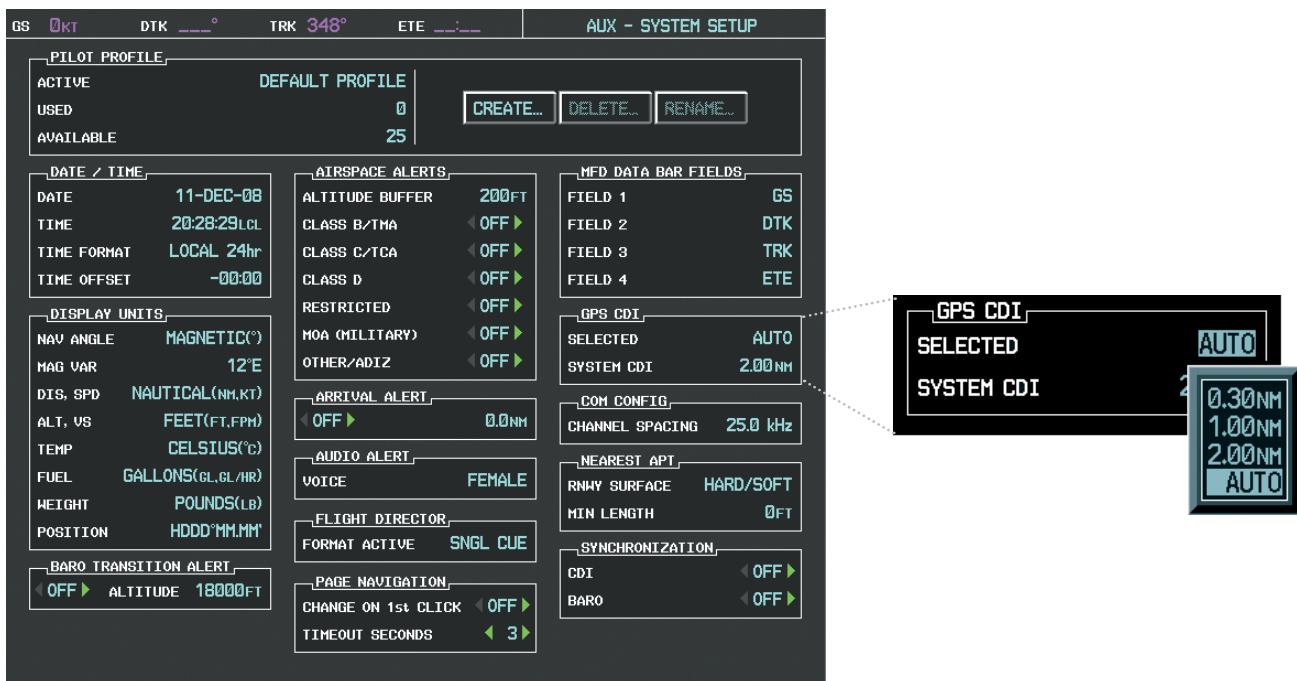 GS 0KT DTK ___° TRK 348° ETE __:__ AUX - SYSTEM SETUP
PILOT PROFILE
ACTIVE DEFAULT PROFILE
USED 0
AVAILABLE 25
CREATE… DELETE… RENAME…
DATE / TIME
DATE 11-DEC-08
TIME 20:28:29LCL
TIME FORMAT LOCAL 24hr
TIME OFFSET -00:00
DISPLAY UNITS
NAV ANGLE MAGNETIC(°)
MAG VAR 12°E
DIS, SPD NAUTICAL(NM,KT)
ALT, VS FEET(FT,FPM)
TEMP CELSIUS(°C)
FUEL GALLONS(GL,GL/HR)
WEIGHT POUNDS(LB)
POSITION HDDD°MM.MM'
BARO TRANSITION ALERT
OFF ALTITUDE 18000FT
AIRSPACE ALERTS
ALTITUDE BUFFER 200FT
CLASS B/TMA OFF
CLASS C/TCA OFF
CLASS D OFF
RESTRICTED OFF
MOA (MILITARY) OFF
OTHER/ADIZ OFF
ARRIVAL ALERT
OFF 0.0NM
AUDIO ALERT
VOICE FEMALE
FLIGHT DIRECTOR
FORMAT ACTIVE SNGL CUE
PAGE NAVIGATION
CHANGE ON 1st CLICK OFF
TIMEOUT SECONDS 3
MFD DATA BAR FIELDS
FIELD 1 GS
FIELD 2 DTK
FIELD 3 TRK
FIELD 4 ETE
GPS CDI
SELECTED AUTO
SYSTEM CDI 2.00NM
COM CONFIG
CHANNEL SPACING 25.0 kHz
NEAREST APT
RNWY SURFACE HARD/SOFT
MIN LENGTH 0FT
SYNCHRONIZATION
CDI OFF
BARO OFF
GPS CDI
SELECTED AUTO
SYSTEM CDI
0.30NM
1.00NM
2.00NM
AUTO